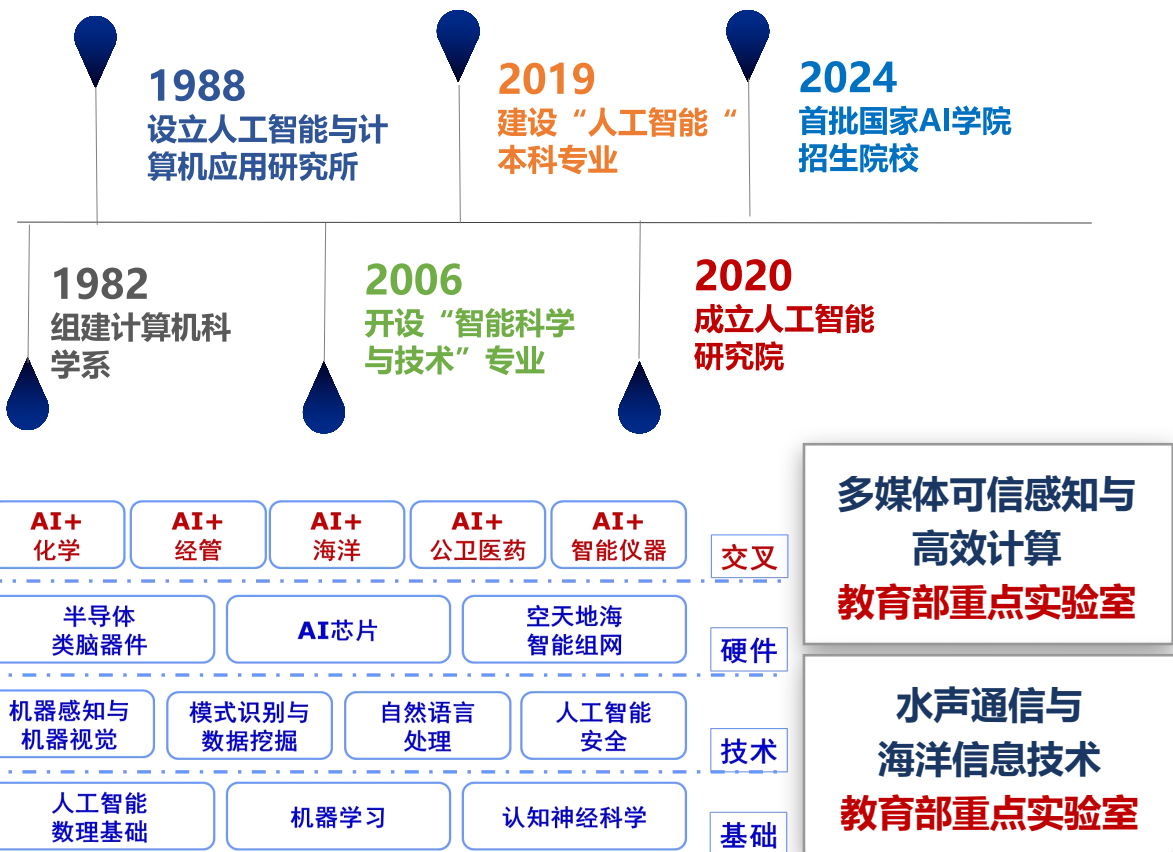 1988
设立人工智能与计
算机应用研究所
2019
建设“人工智能“
本科专业
2024
首批国家AI学院
招生院校
1982
组建计算机科
学系
2006
开设“智能科学
与技术”专业
2020
成立人工智能
研究院
AI+
化学
AI+
经管
AI+
海洋
AI+
公卫医药
AI+
智能仪器
交叉
半导体
类脑器件
AI芯片
空天地海
智能组网
硬件
机器感知与
机器视觉
模式识别与
数据挖掘
自然语言
处理
人工智能
安全
技术
人工智能
数理基础
机器学习
认知神经科学
基础
多媒体可信感知与
高效计算
教育部重点实验室
水声通信与
海洋信息技术
教育部重点实验室